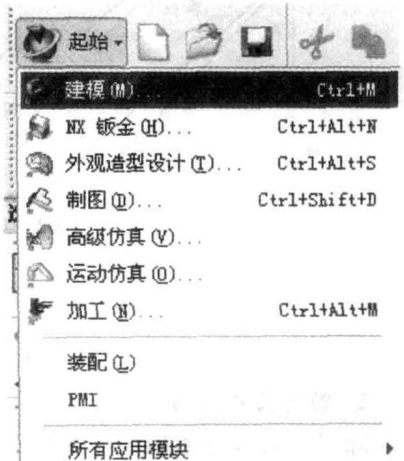 起始
建模(M)... Ctrl+M
NX 钣金(H)... Ctrl+Alt+N
外观造型设计(T)... Ctrl+Alt+S
制图(D)... Ctrl+Shift+D
高级仿真(V)...
运动仿真(O)...
加工(N)... Ctrl+Alt+M
装配(L)
PMI
所有应用模块